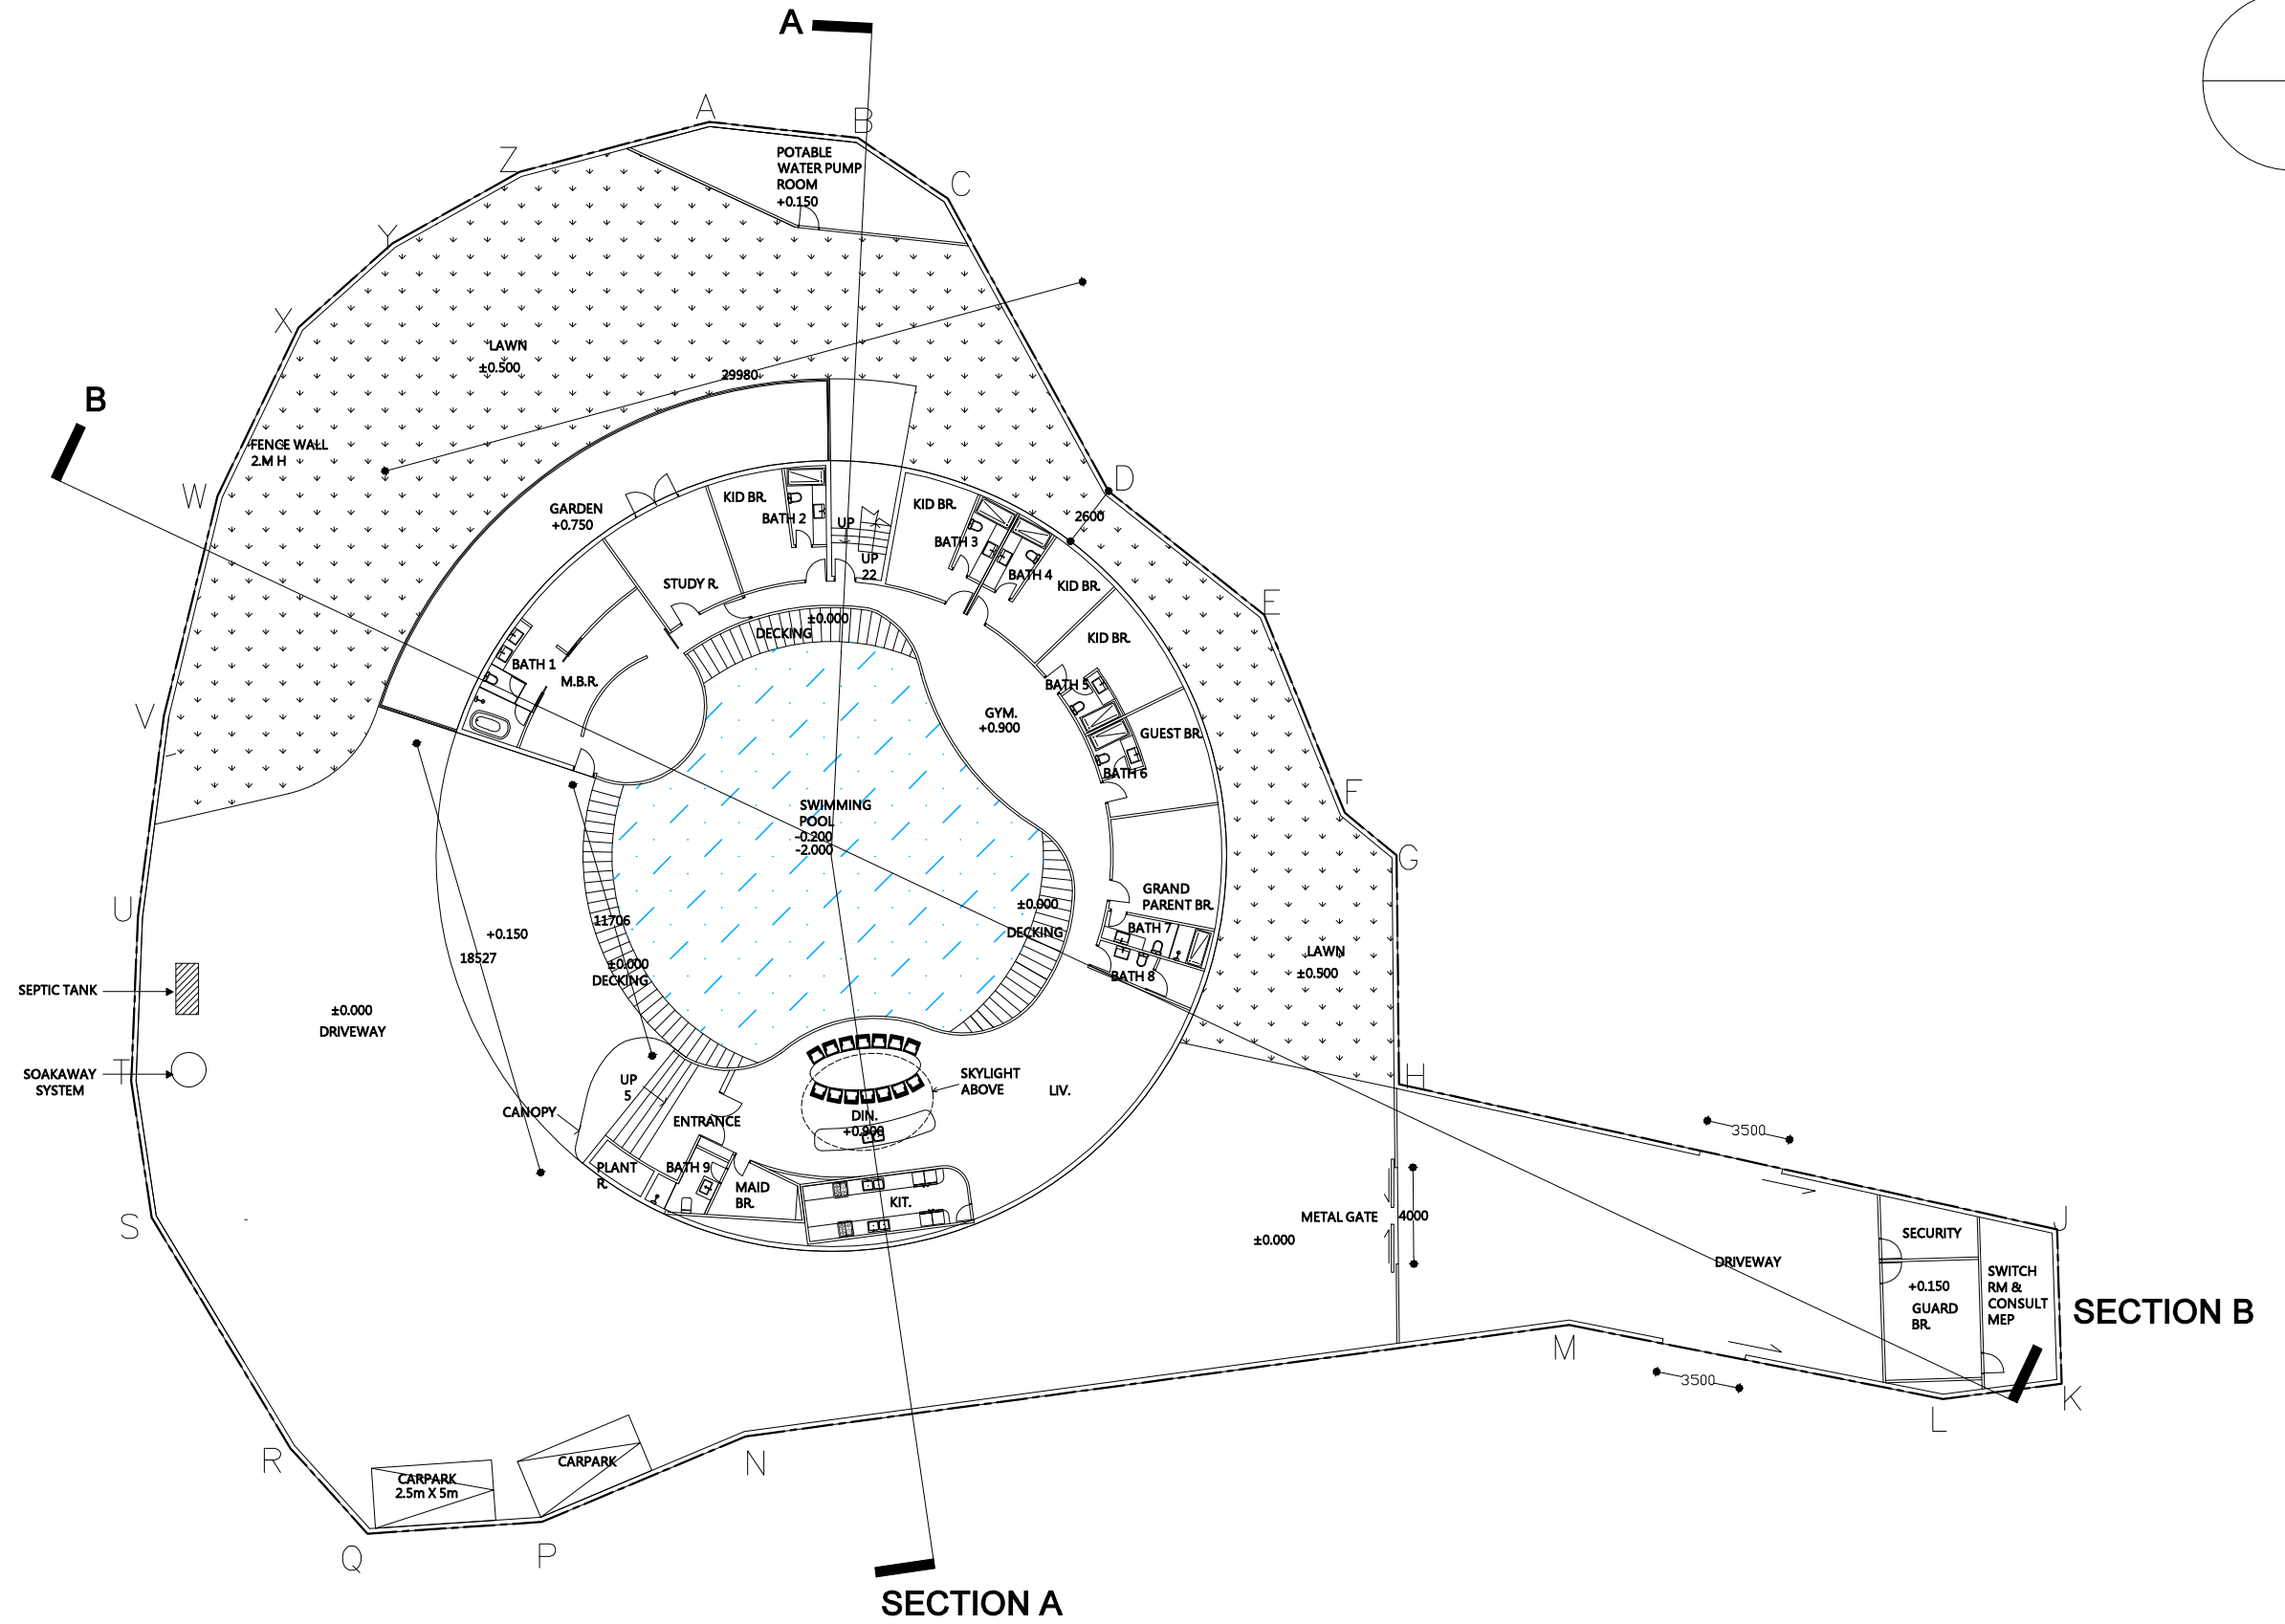 A
A
B
Z
POTABLE
WATER PUMP
ROOM
+0.150
C
Y
X
LAWN
±0.500
29980
B
FENCE WALL
2.M H
W
D
GARDEN
+0.750
KID BR.
BATH 2
UP
KID BR.
2600
BATH 3
UP
22
BATH 4
KID BR.
STUDY R.
E
±0.000
DECKING
KID BR.
BATH 1
M.B.R.
BATH 5
V
GYM.
+0.900
GUEST BR.
BATH 6
F
SWIMMING
POOL
-0.200
-2.000
G
U
GRAND
PARENT BR.
±0.000
DECKING
BATH 7
BATH 8
11706
+0.150
18527
±0.000
DECKING
LAWN
±0.500
SEPTIC TANK
±0.000
DRIVEWAY
T
SOAKAWAY
SYSTEM
UP
5
SKYLIGHT
ABOVE
LIV.
H
CANOPY
ENTRANCE
DIN.
+0.900
3500
PLANT
R.
BATH 9
MAID
BR.
KIT.
S
METAL GATE
4000
±0.000
J
SECURITY
DRIVEWAY
SWITCH
RM &
CONSULT
MEP
+0.150
GUARD
BR.
SECTION B
M
3500
K
L
R
N
CARPARK
CARPARK
2.5m X 5m
Q
P
SECTION A